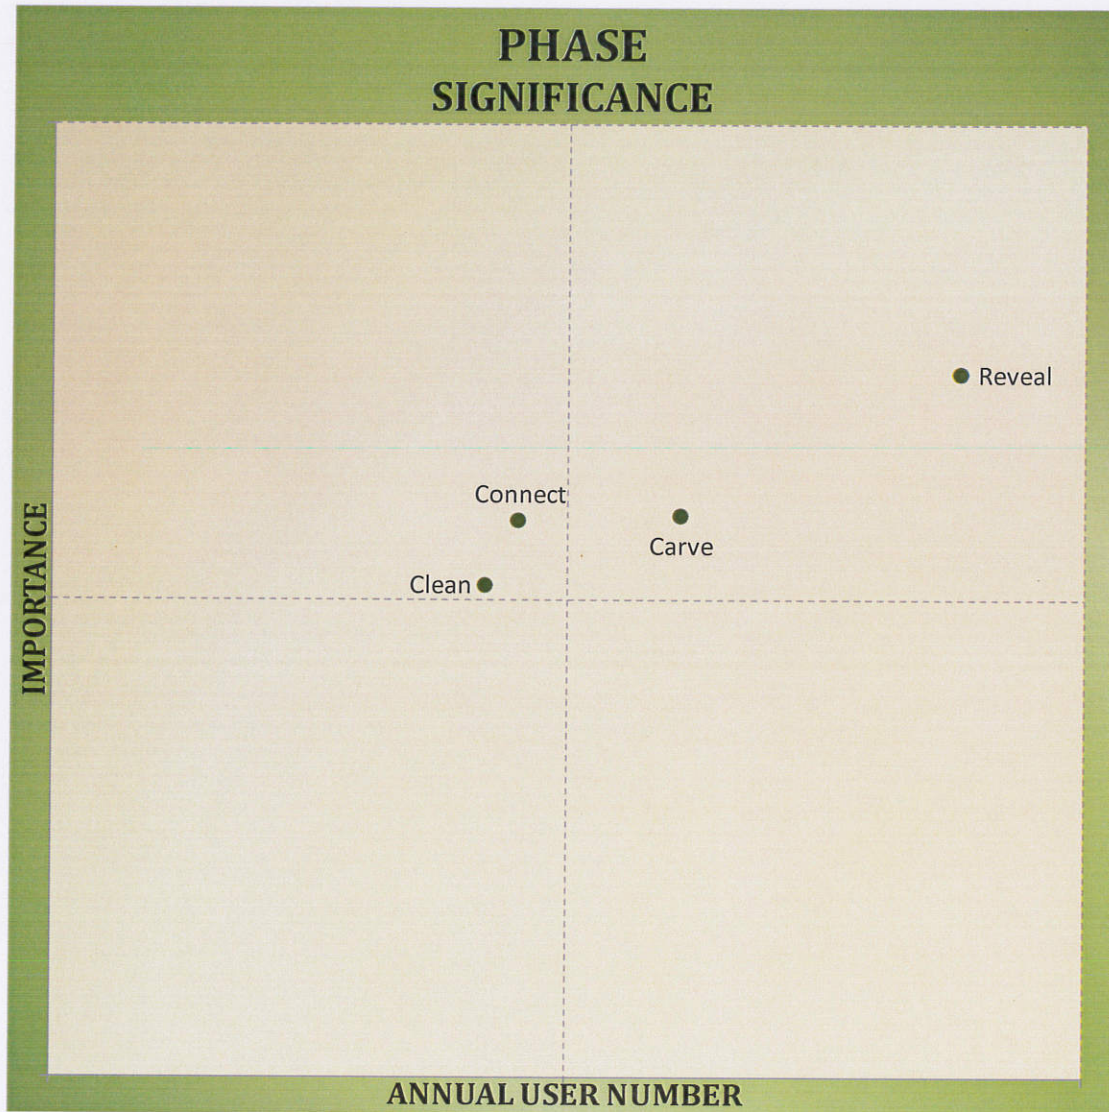 PHASE
SIGNIFICANCE
Reveal
Connect
Carve
Clean
IMPORTANCE
ANNUAL USER NUMBER